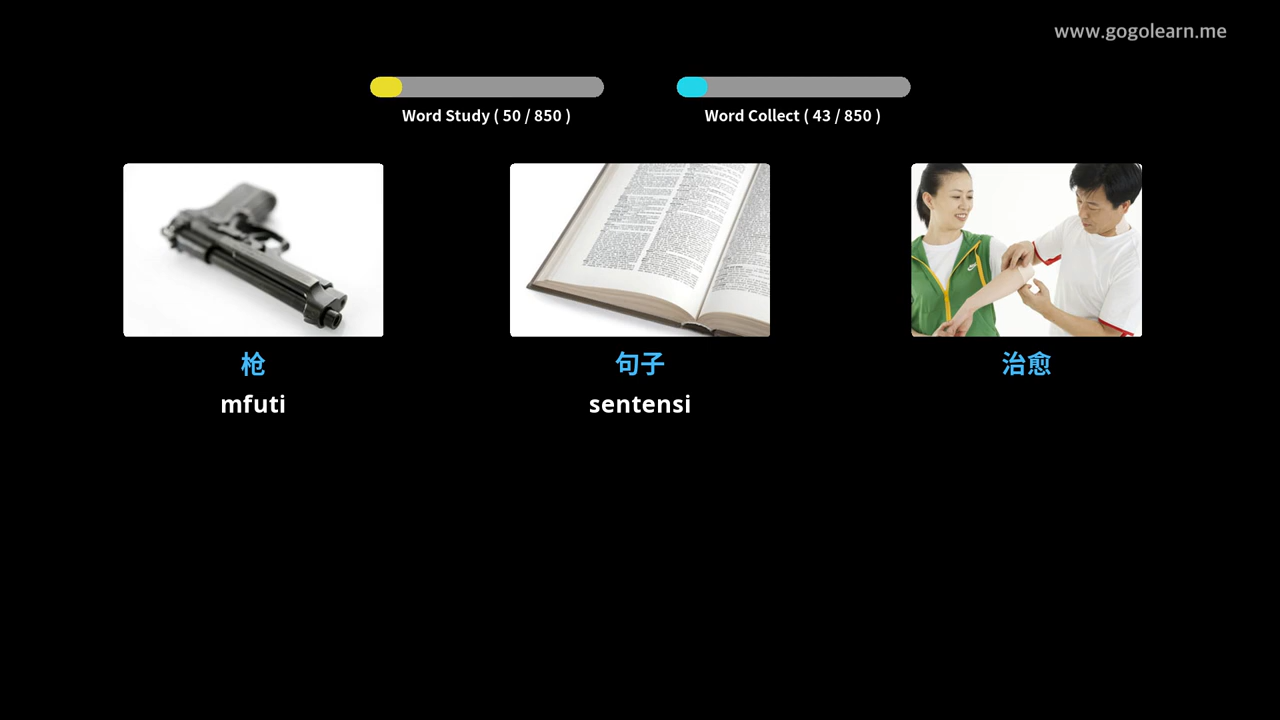 www.gogolearn.me
Word Study ( 50 / 850 )
Word Collect ( 43 / 850 )
枪
句子
治愈
mfuti
sentensi